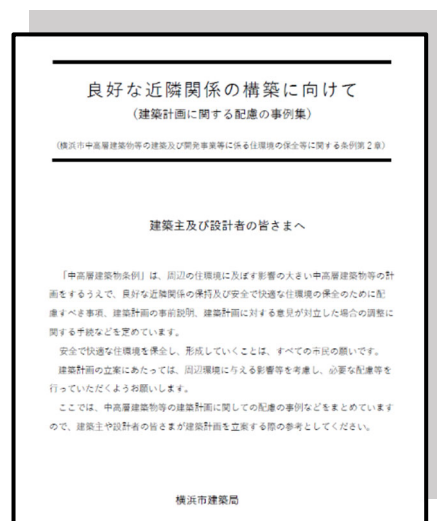 良好な近隣関係の構築に向けて
(建築計画に関する配慮の事例集)
(横浜市中高層建築物等の建築及び開発事業等に係る住環境の保全等に関する条例第2章)
建築主及び設計者の皆さまへ
「中高層建築物条例」は、周辺の住環境に及ぼす影響の大きい中高層建築物等の計
画をするうえで、良好な近隣関係の保持及び安全で快適な住環境の保全のために配
慮すべき事項、建築計画の事前説明、建築計画に対する意見が対立した場合の調整に
関する手続などを定めています。
安全で快適な住環境を保全し、形成していくことは、すべての市民の願いです。
建築計画の立案にあたっては、周辺環境に与える影響等を考慮し、必要な配慮等を
行っていただくようお願いします。
ここでは、中高層建築物等の建築計画に関しての配慮の事例などをまとめています
ので、建築主や設計者の皆さまが建築計画を立案する際の参考としてください。
横浜市建築局